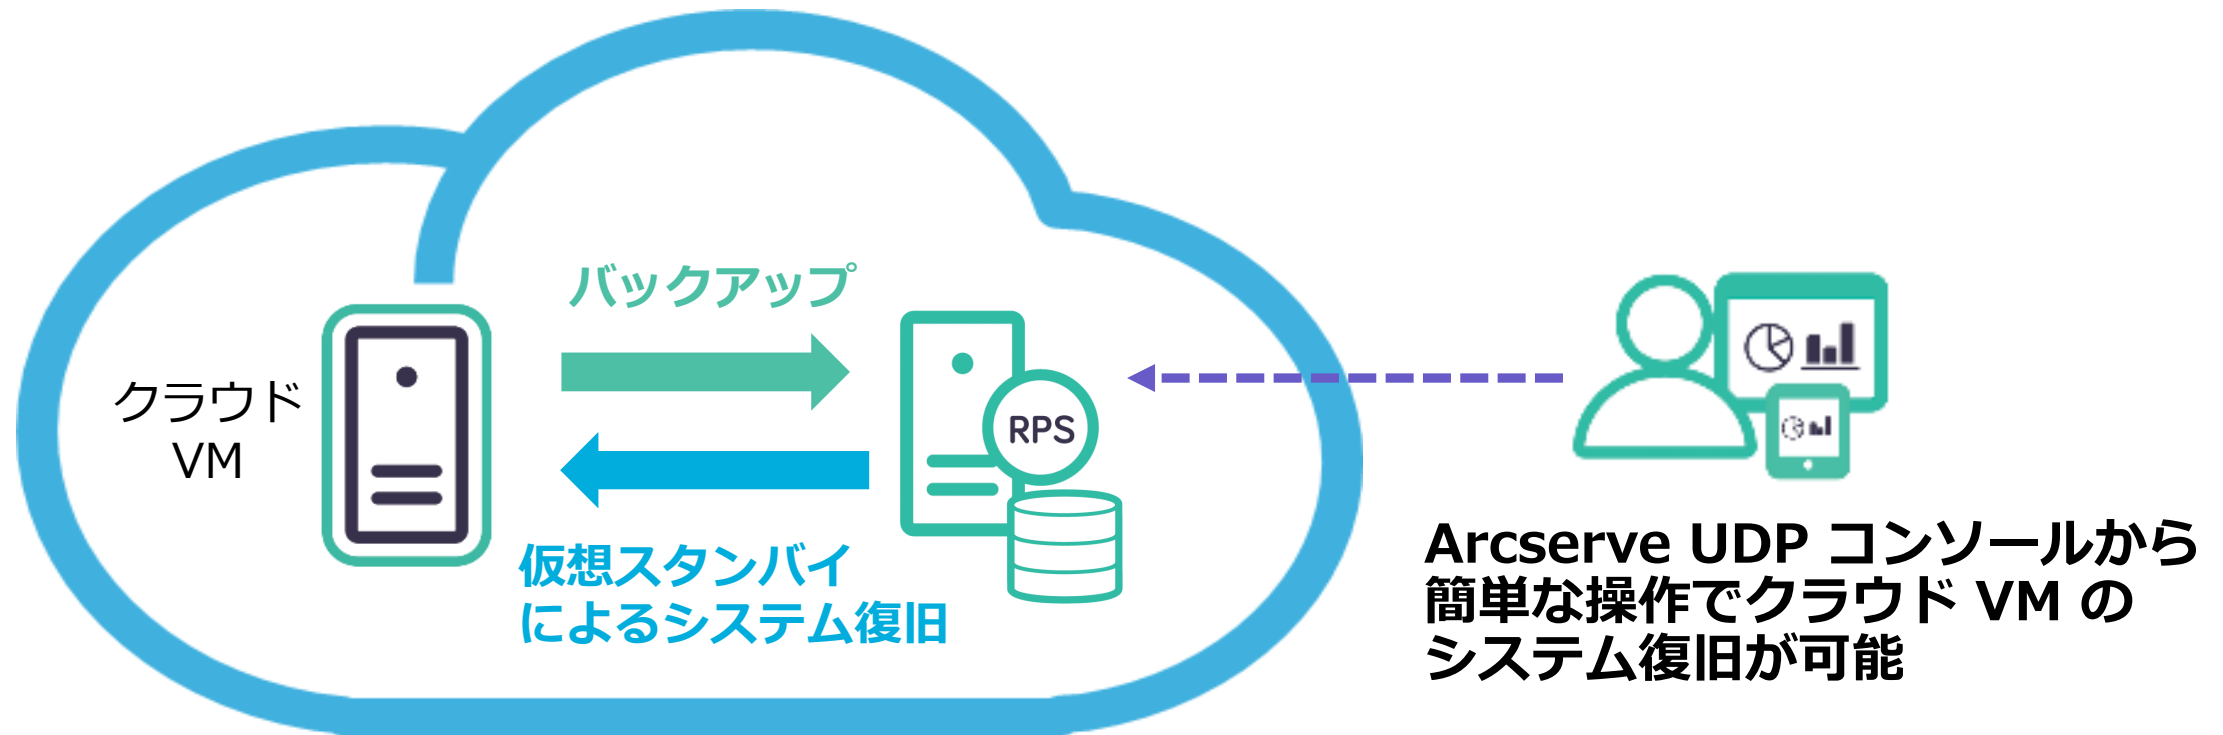 バックアップ
クラウド
VM
RPS
仮想スタンバイ
によるシステム復旧
Arcserve UDP コンソールから
簡単な操作でクラウド VM の
システム復旧が可能